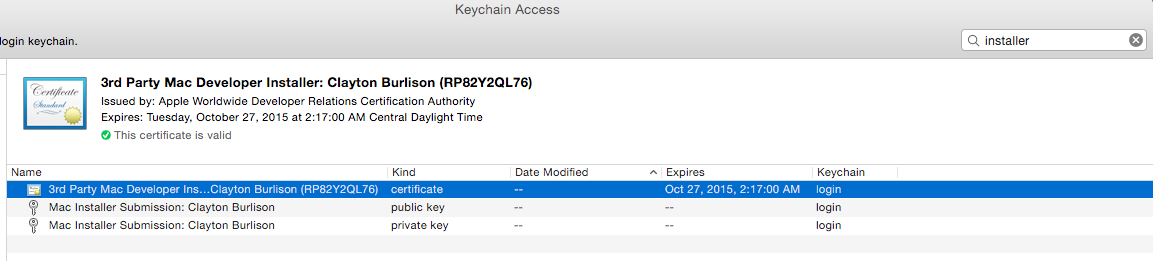 Keychain Access
login keychain.
installer
Certificate
Standard
3rd Party Mac Developer Installer: Clayton Burlison (RP82Y2QL76)
Issued by: Apple Worldwide Developer Relations Certification Authority
Expires: Tuesday, October 27, 2015 at 2:17:00 AM Central Daylight Time
This certificate is valid
Name Kind Date Modified Expires Keychain
3rd Party Mac Developer Ins...Clayton Burlison (RP82Y2QL76) certificate -- Oct 27, 2015, 2:17:00 AM login
Mac Installer Submission: Clayton Burlison public key -- -- login
Mac Installer Submission: Clayton Burlison private key -- -- login